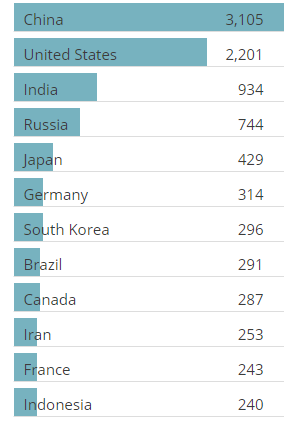 China 3,105
United States 2,201
India 934
Russia 744
Japan 429
Germany 314
South Korea 296
Brazil 291
Canada 287
Iran 253
France 243
Indonesia 240